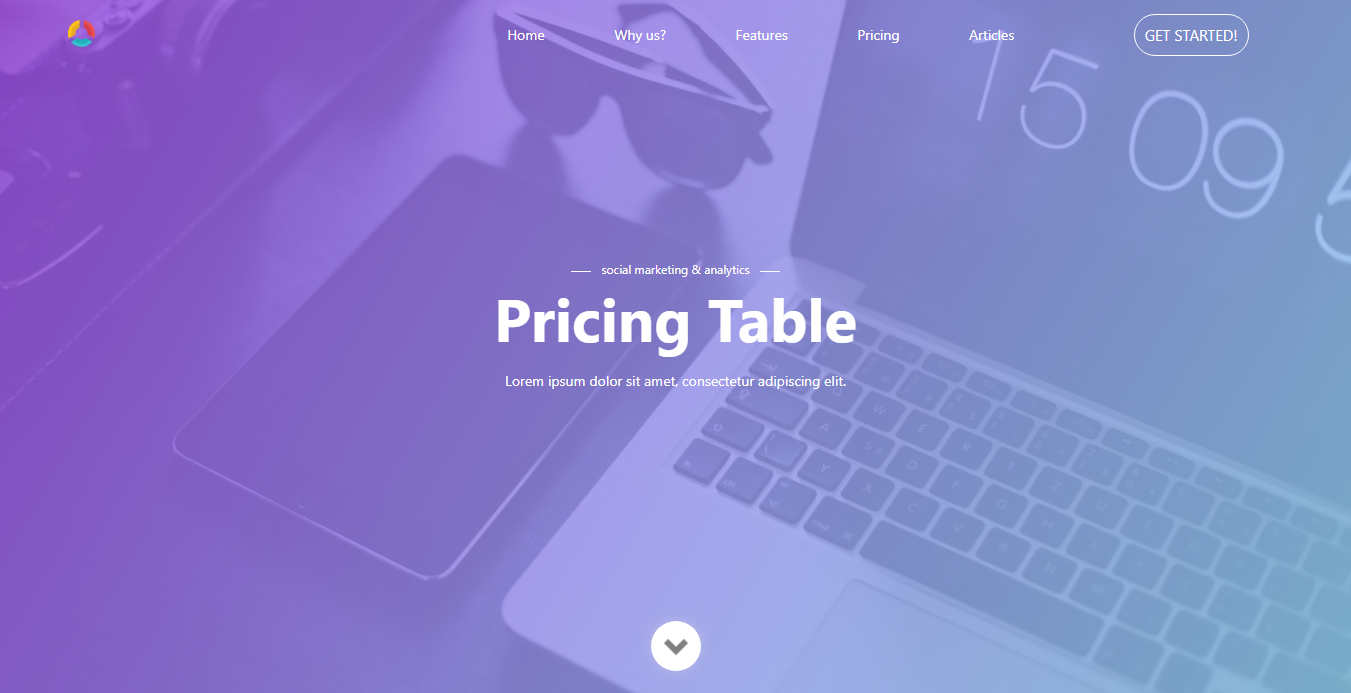 Home Why us? Features Pricing Articles GET STARTED!
15 09 5
social marketing & analytics
Pricing Table
Lorem ipsum dolor sit amet, consectetur adipiscing elit.